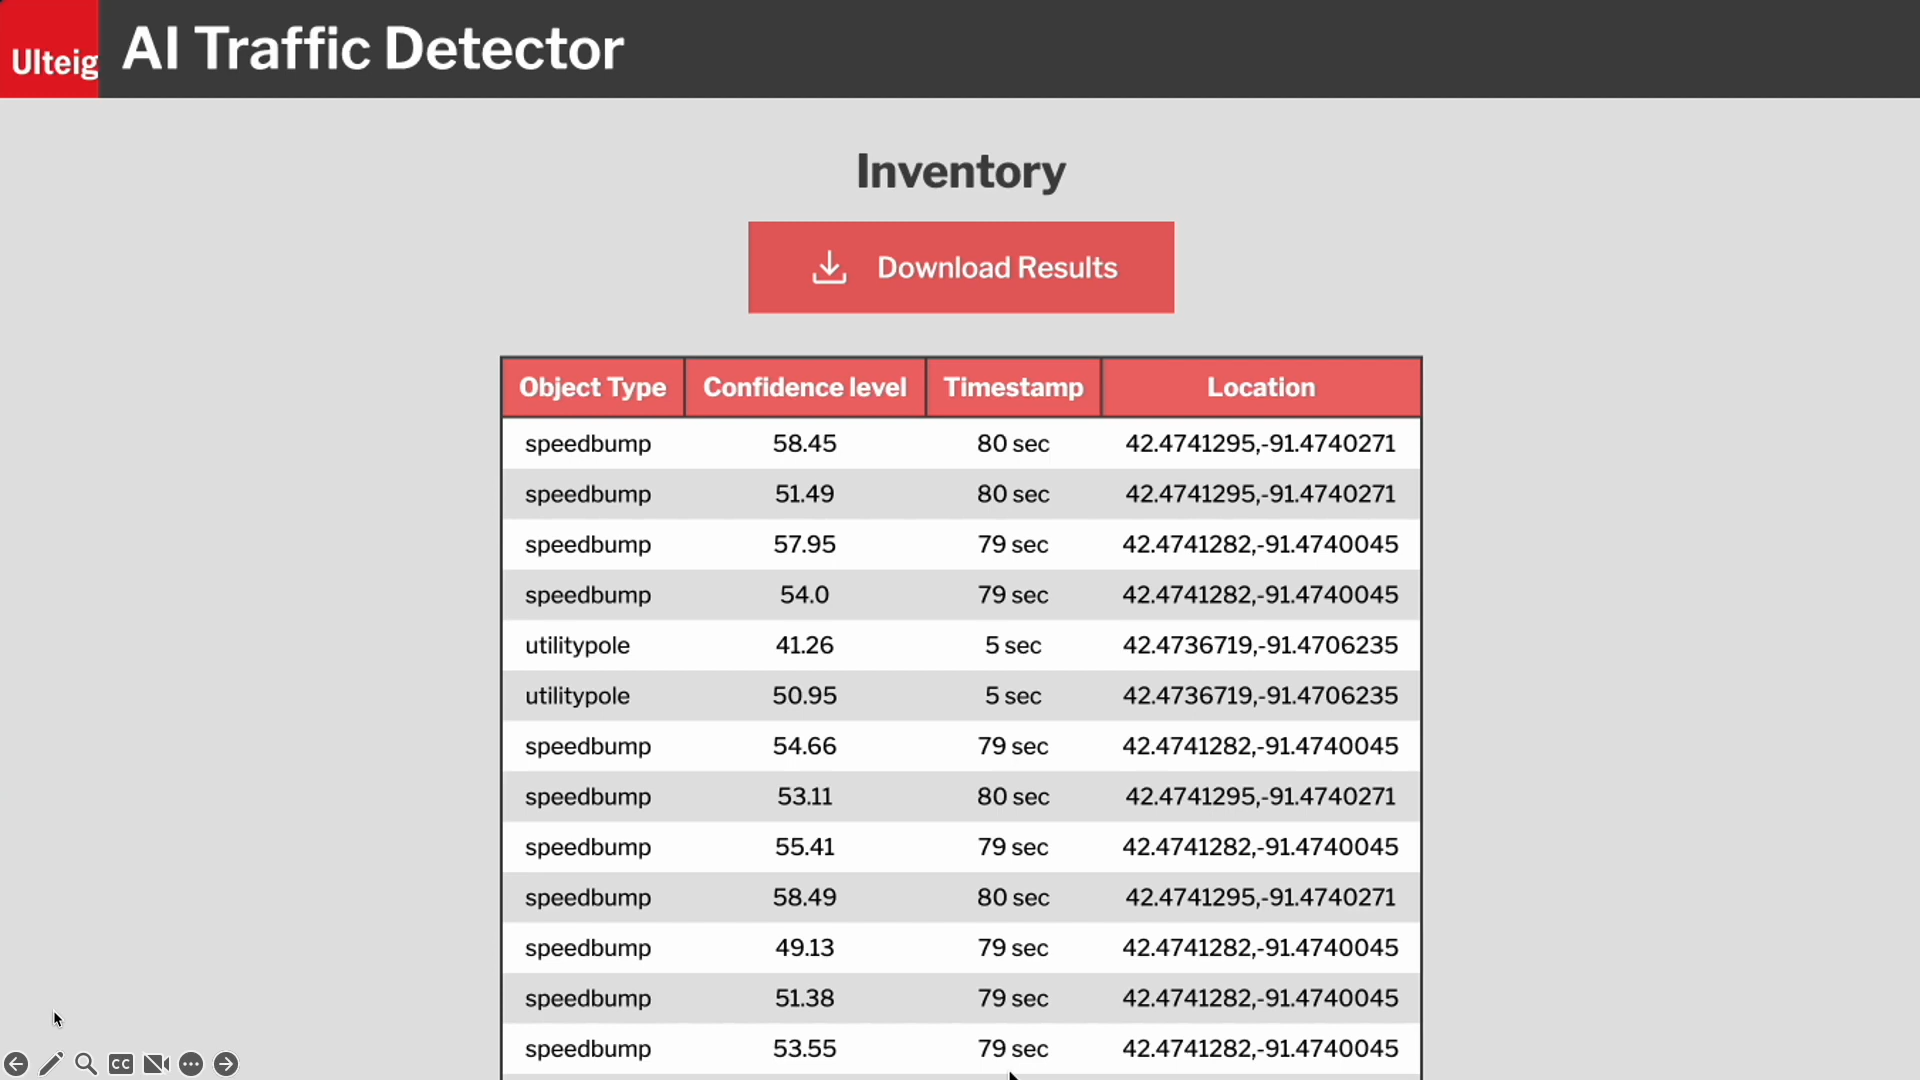 Ulteig AI Traffic Detector
Inventory
Download Results
Object Type Confidence level Timestamp Location
speedbump 58.45 80 sec 42.4741295,-91.4740271
speedbump 51.49 80 sec 42.4741295,-91.4740271
speedbump 57.95 79 sec 42.4741282,-91.4740045
speedbump 54.0 79 sec 42.4741282,-91.4740045
utilitypole 41.26 5 sec 42.4736719,-91.4706235
utilitypole 50.95 5 sec 42.4736719,-91.4706235
speedbump 54.66 79 sec 42.4741282,-91.4740045
speedbump 53.11 80 sec 42.4741295,-91.4740271
speedbump 55.41 79 sec 42.4741282,-91.4740045
speedbump 58.49 80 sec 42.4741295,-91.4740271
speedbump 49.13 79 sec 42.4741282,-91.4740045
speedbump 51.38 79 sec 42.4741282,-91.4740045
speedbump 53.55 79 sec 42.4741282,-91.4740045
CC